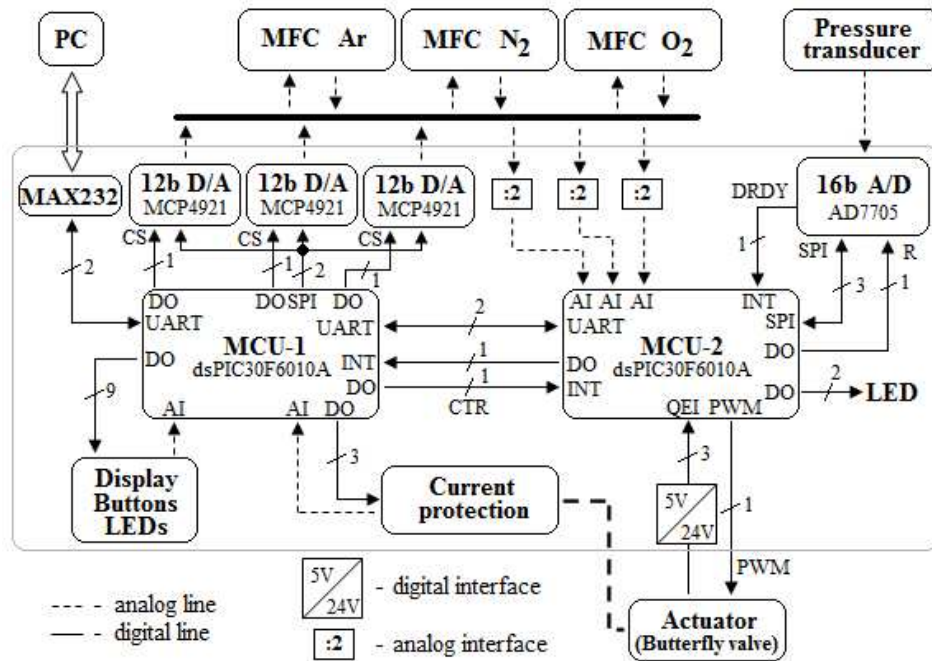 PC
MFC Ar
MFC N₂
MFC O₂
Pressure
transducer
MAX232
12b D/A
MCP4921
12b D/A
MCP4921
12b D/A
MCP4921
:2
:2
:2
16b A/D
AD7705
DRDY
CS
CS
CS
SPI
R
2
1
1
2
1
1
3
1
DO
DO
SPI
DO
UART
UART
DO
INT
DO
AI
AI
DO
MCU-1
dsPIC30F6010A
2
1
1
CTR
AI
AI
AI
INT
UART
SPI
DO
DO
INT
DO
QEI
PWM
MCU-2
dsPIC30F6010A
2
LED
9
3
3
1
Display
Buttons
LEDs
Current
protection
5V
24V
PWM
Actuator
(Butterfly valve)
analog line
digital line
5V
24V
- digital interface
:2
- analog interface